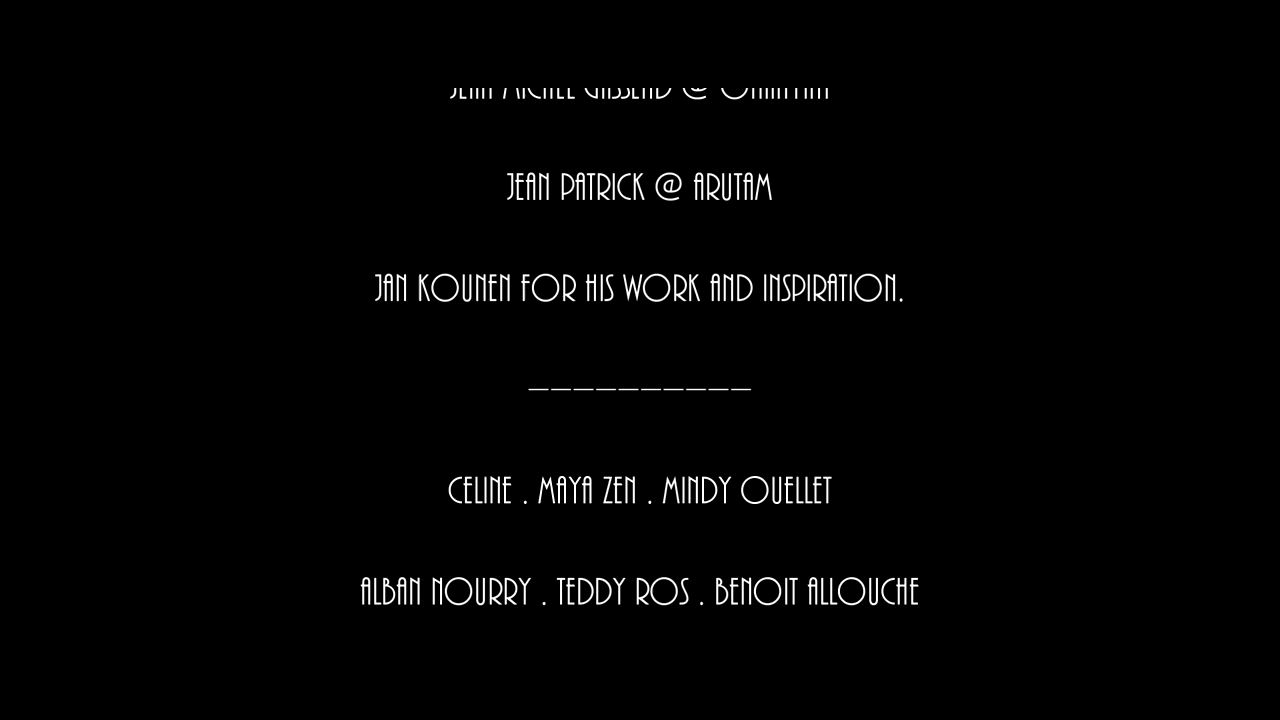 JEAN PATRICK @ ARUTAM
JAN KOUNEN FOR HIS WORK AND INSPIRATION.
__________
CELINE . MAYA ZEN . MINDY OUELLET
ALBAN NOURRY . TEDDY ROS . BENOIT ALLOUCHE